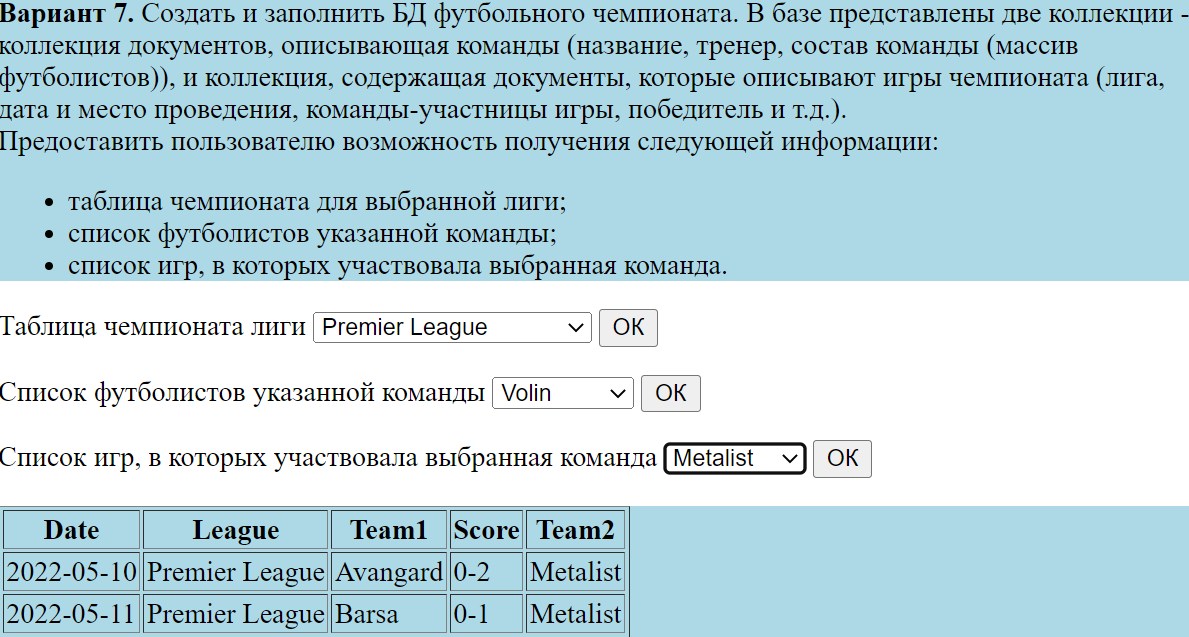 Вариант 7. Создать и заполнить БД футбольного чемпионата. В базе представлены две коллекции -
коллекция документов, описывающая команды (название, тренер, состав команды (массив
футболистов)), и коллекция, содержащая документы, которые описывают игры чемпионата (лига,
дата и место проведения, команды-участницы игры, победитель и т.д.).
Предоставить пользователю возможность получения следующей информации:
• таблица чемпионата для выбранной лиги;
• список футболистов указанной команды;
• список игр, в которых участвовала выбранная команда.
Таблица чемпионата лиги Premier League ОК
Список футболистов указанной команды Volin ОК
Список игр, в которых участвовала выбранная команда Metalist ОК
Date League Team1 Score Team2
2022-05-10 Premier League Avangard 0-2 Metalist
2022-05-11 Premier League Barsa 0-1 Metalist